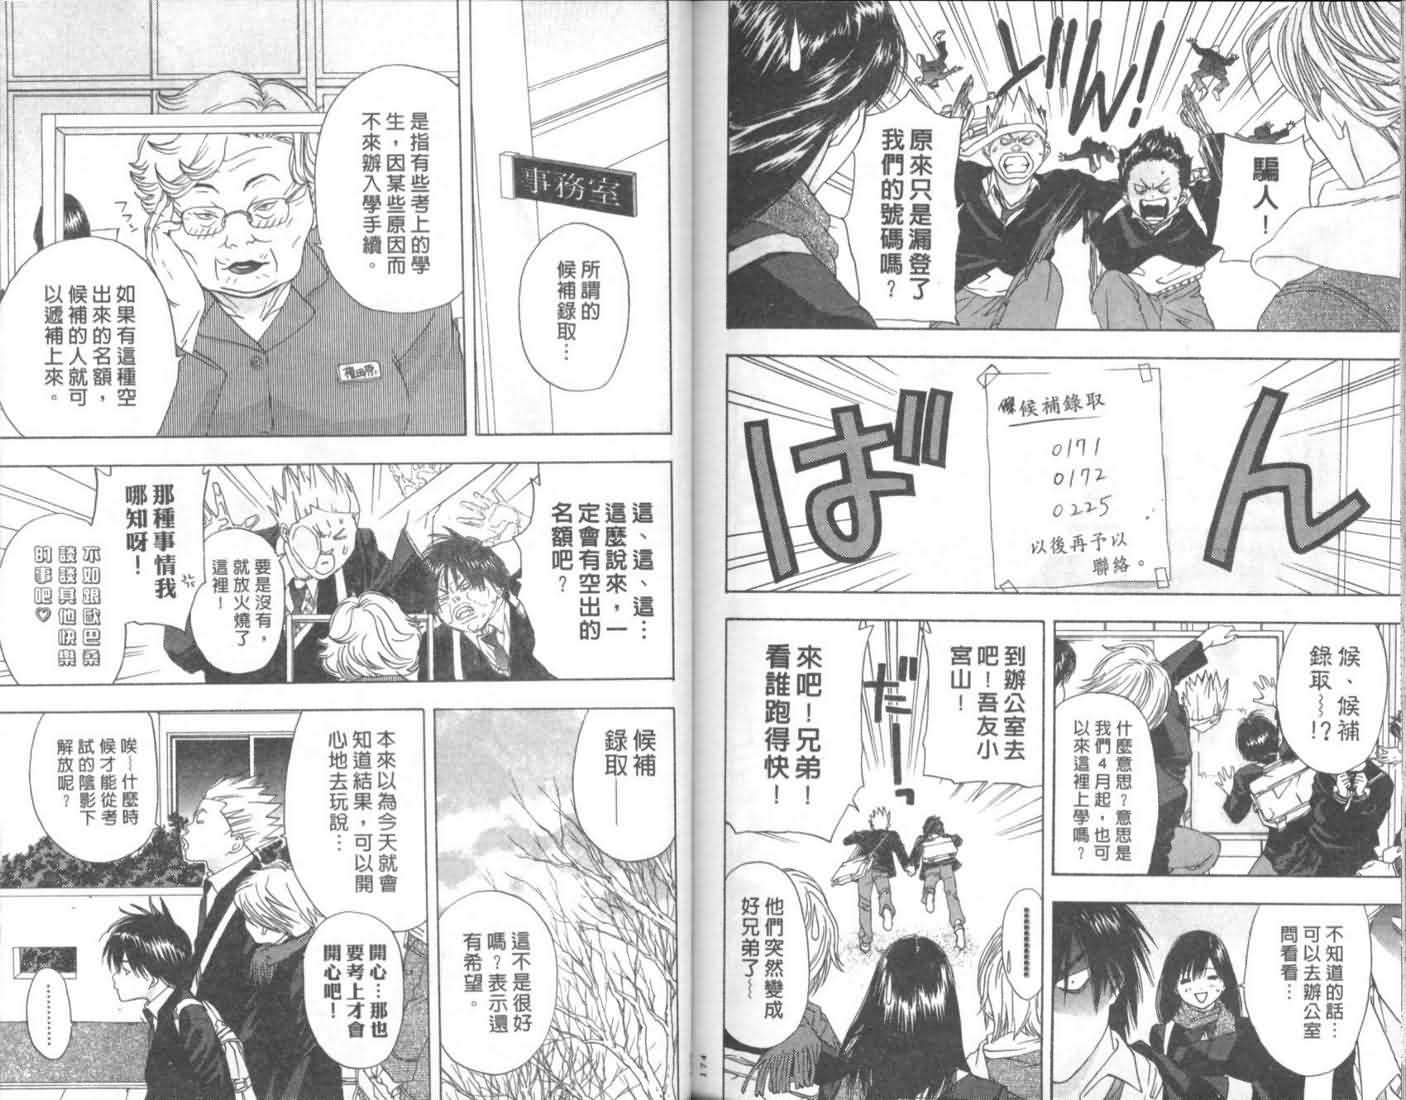 騙人！
原來只是漏登了
我們的號碼嗎？
ズザン！
候補錄取
0171
0172
0225
以後再予以
聯絡。
ばん
候、候補
錄取～～!?
什麼意思？意思是
我們4月起，也可
以來這裡上學嗎？
不知道的話…
可以去辦公室
問看看…
到辦公室去
吧！吾友小
宮山！
來吧！兄弟！
看誰跑得快！
だっ
他們突然變成
好兄弟了～～
事務室
所謂的
候補錄取…
是指有些考上的學
生，因某些原因而
不來辦入學手續。
權田原
如果有這種空
出來的名額，
候補的人就可
以遞補上來。
這、這、這…
這麼說來，一
定會有空出的
名額吧？
要是沒有，
就放火燒了
這裡！
那種事情我
哪知呀！
不如跟歐巴桑
談談其他快樂
的事吧♡
候補
錄取──
這不是很好
嗎？表示還
有希望。
本來以為今天就會
知道結果，可以開
心地去玩說…
開心…那也
要考上才會
開心吧！
唉～什麼時
候才能從考
試的陰影下
解放呢？
………